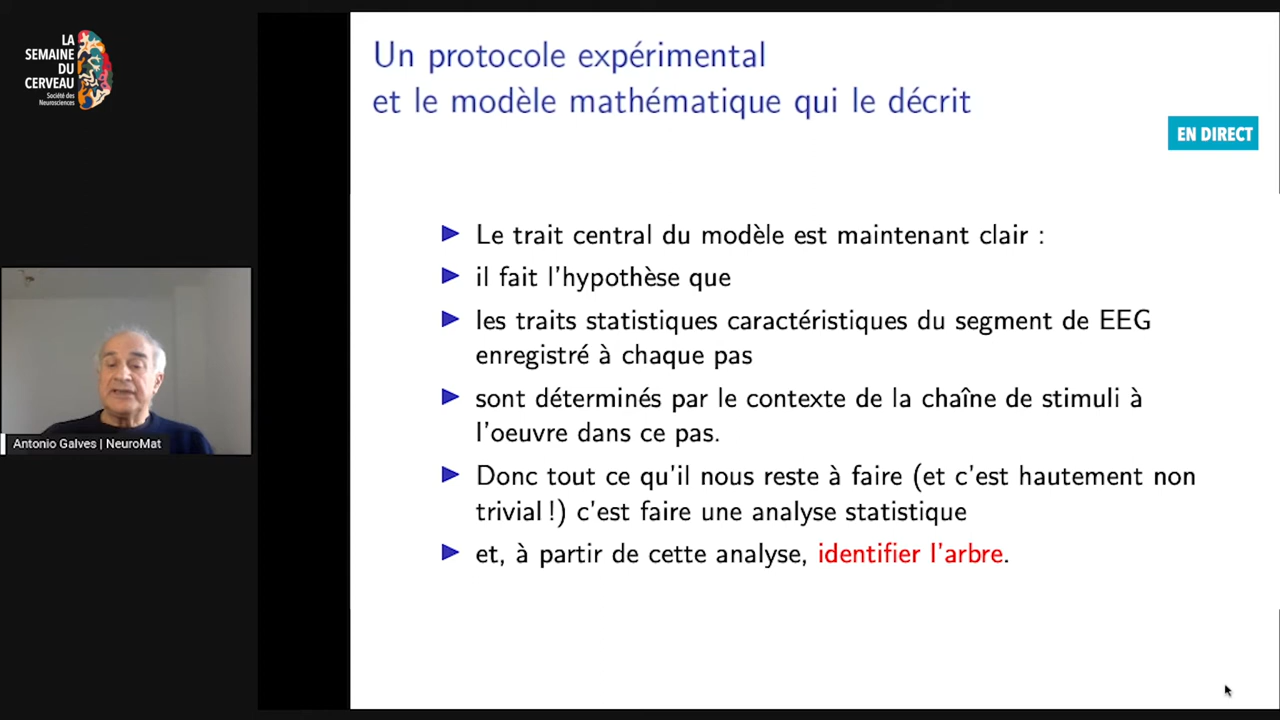 LA
SEMAINE
DU
CERVEAU
Société des
Neurosciences
Un protocole expérimental
et le modèle mathématique qui le décrit
EN DIRECT
Le trait central du modèle est maintenant clair :
il fait l'hypothèse que
les traits statistiques caractéristiques du segment de EEG
enregistré à chaque pas
sont déterminés par le contexte de la chaîne de stimuli à
l'oeuvre dans ce pas.
Donc tout ce qu'il nous reste à faire (et c'est hautement non
trivial !) c'est faire une analyse statistique
et, à partir de cette analyse, identifier l'arbre.
Antonio Galves | NeuroMat